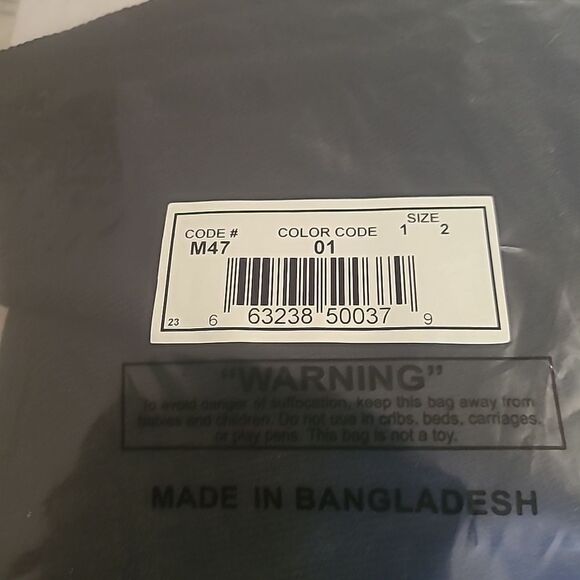 SIZE
CODE # COLOR CODE 1 2
M47 01
23 6 63238 50037 9
"WARNING"
To avoid danger of suffocation, keep this bag away from
babies and children. Do not use in cribs, beds, carriages,
or play pens. This bag is not a toy.
MADE IN BANGLADESH